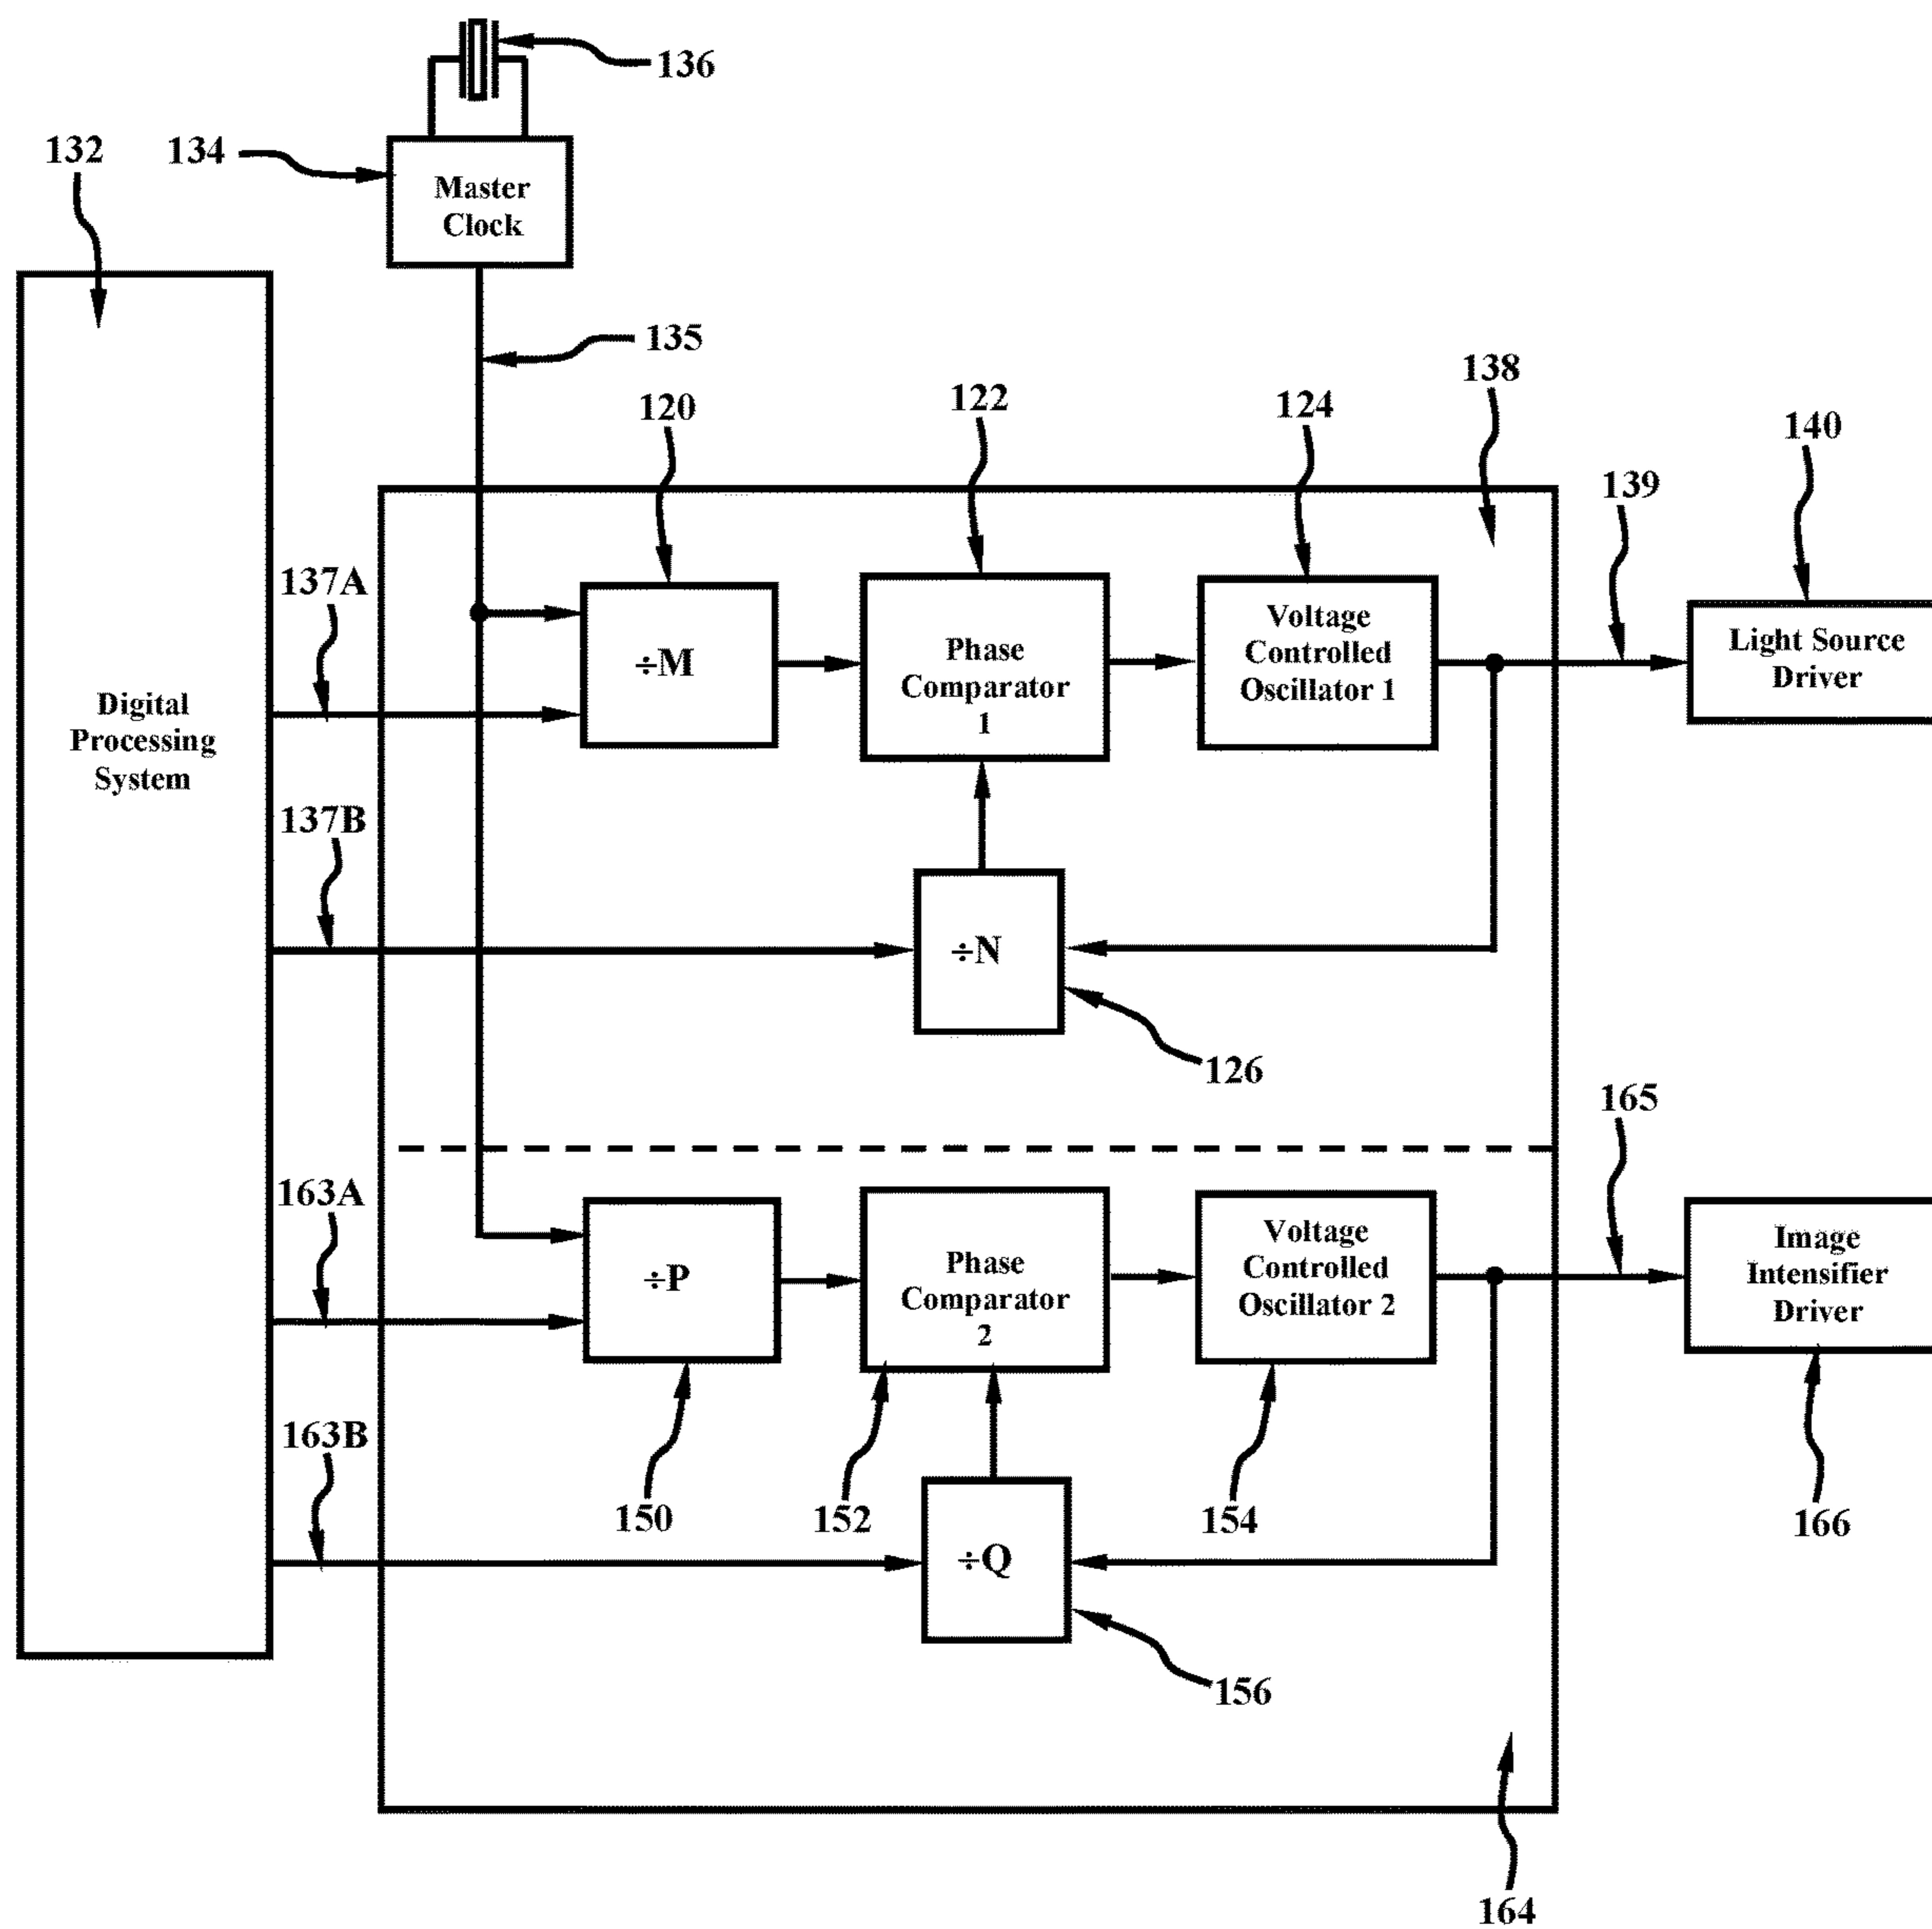 136
132
134
Master
Clock
135
138
120
122
124
140
139
137A
÷M
Phase
Comparator
1
Voltage
Controlled
Oscillator 1
Light Source
Driver
Digital
Processing
System
137B
÷N
126
165
163A
÷P
Phase
Comparator
2
Voltage
Controlled
Oscillator 2
Image
Intensifier
Driver
163B
150
152
154
166
÷Q
156
164